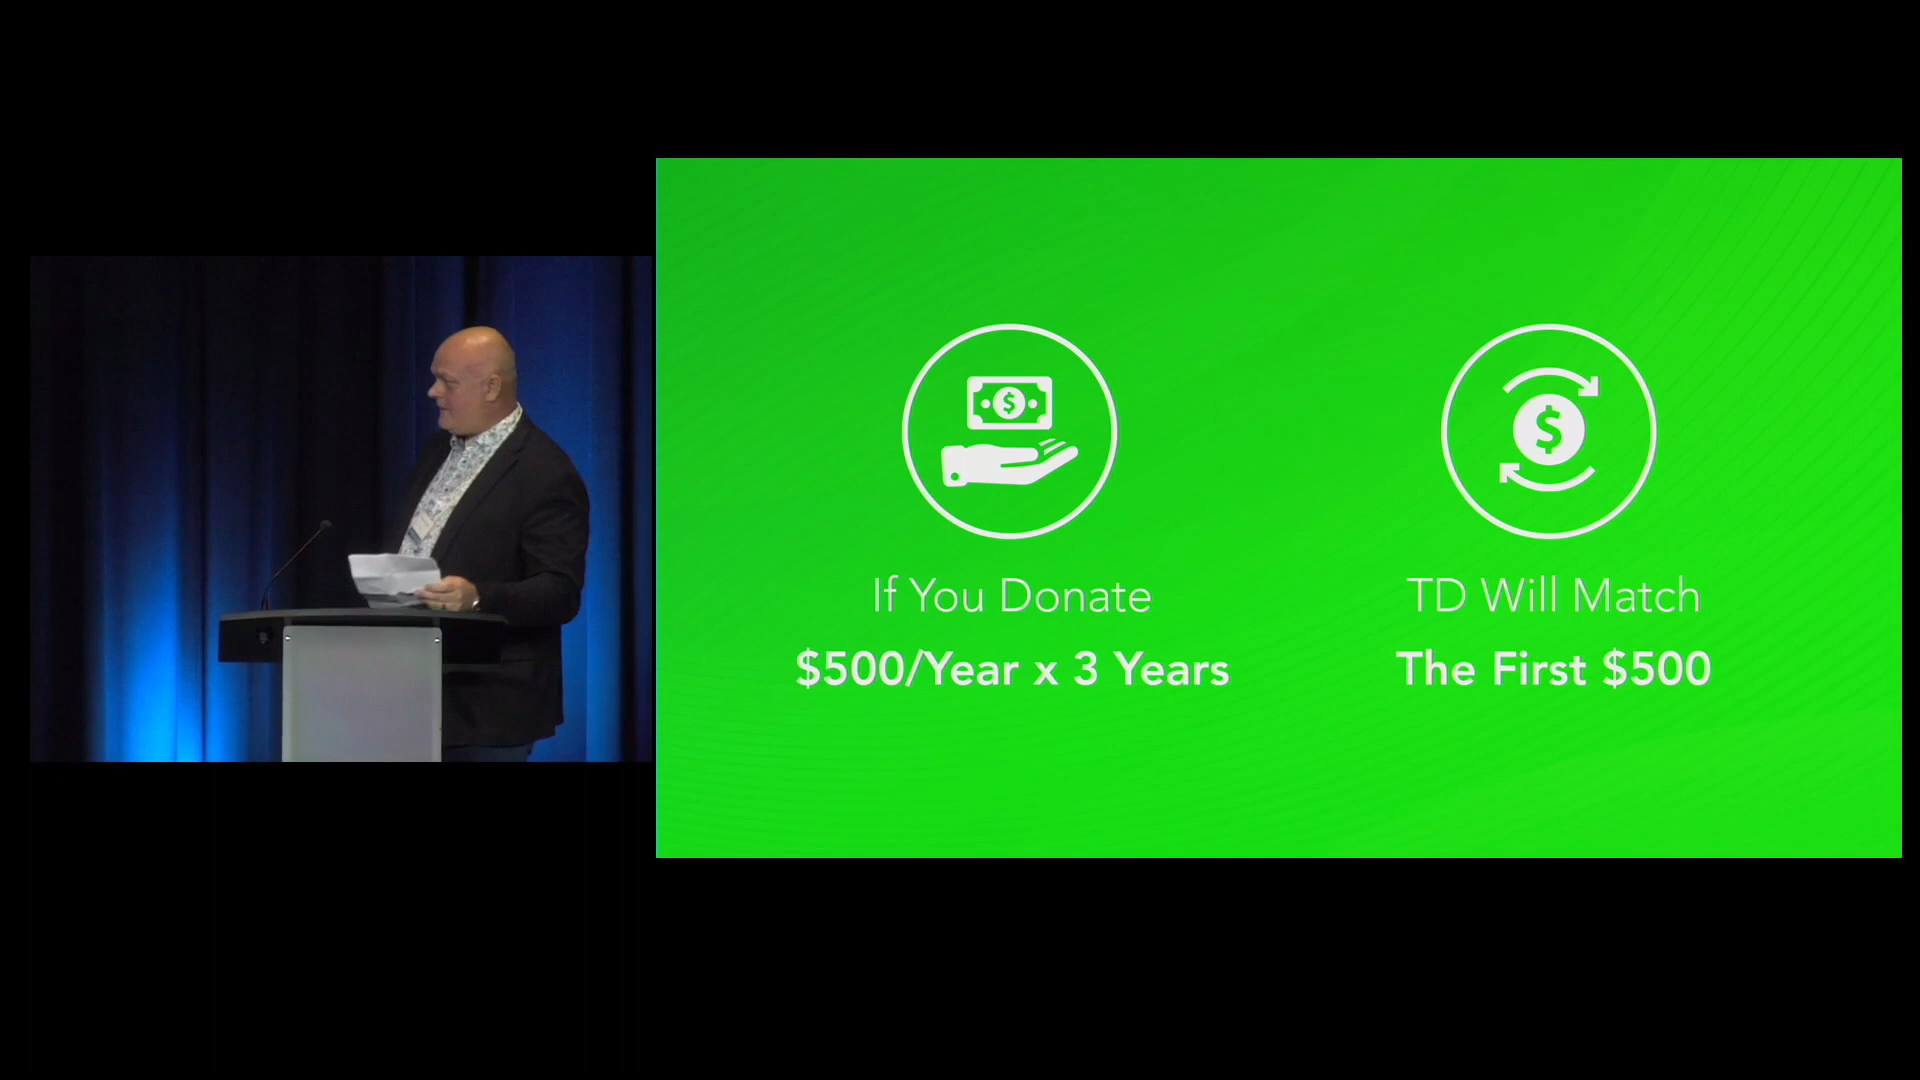 If You Donate
$500/Year x 3 Years
TD Will Match
The First $500